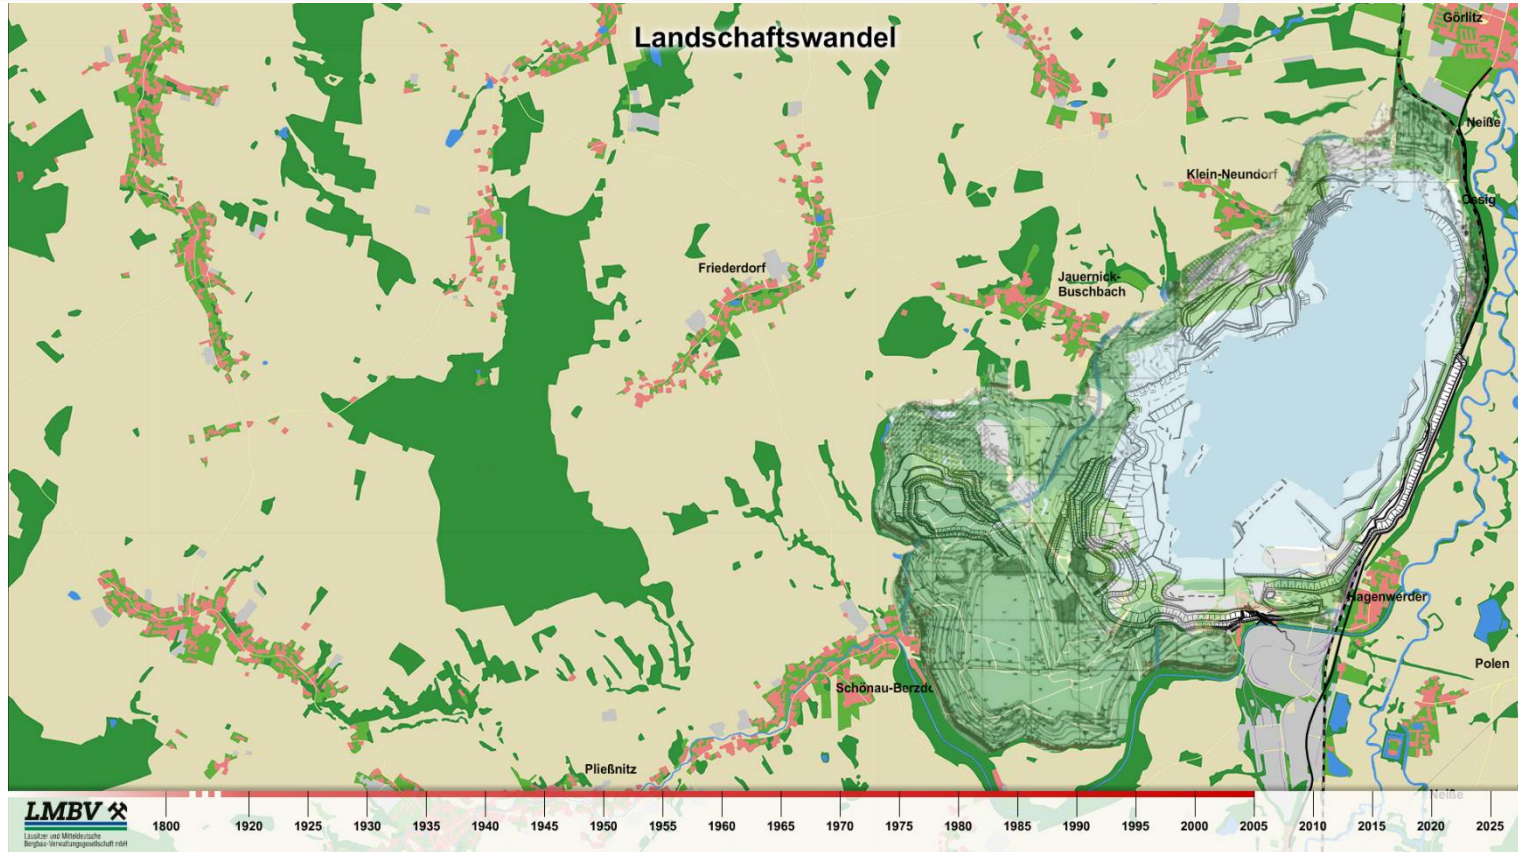 Landschaftswandel
Görlitz
Neiße
Klein-Neundorf
Ossig
Friederdorf
Jauernick-
Buschbach
Hagenwerder
Polen
Schönau-Berzdo
Pließnitz
Neiße
LMBV
Lausitzer und Mitteldeutsche
Bergbau-Verwaltungsgesellschaft mbH
1800 1920 1925 1930 1935 1940 1945 1950 1955 1960 1965 1970 1975 1980 1985 1990 1995 2000 2005 2010 2015 2020 2025